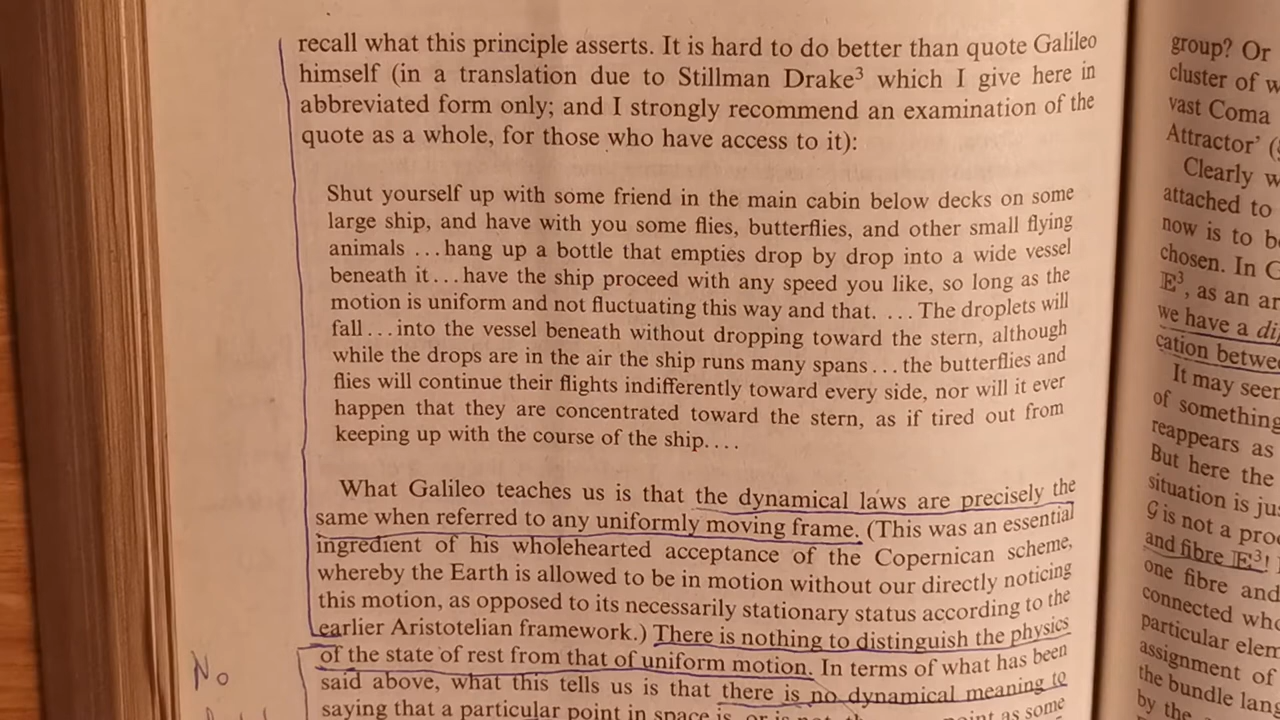 recall what this principle asserts. It is hard to do better than quote Galileo
himself (in a translation due to Stillman Drake³ which I give here in
abbreviated form only; and I strongly recommend an examination of the
quote as a whole, for those who have access to it):
Shut yourself up with some friend in the main cabin below decks on some
large ship, and have with you some flies, butterflies, and other small flying
animals ...hang up a bottle that empties drop by drop into a wide vessel
beneath it...have the ship proceed with any speed you like, so long as the
motion is uniform and not fluctuating this way and that. ...The droplets will
fall...into the vessel beneath without dropping toward the stern, although
while the drops are in the air the ship runs many spans...the butterflies and
flies will continue their flights indifferently toward every side, nor will it ever
happen that they are concentrated toward the stern, as if tired out from
keeping up with the course of the ship....
What Galileo teaches us is that the dynamical laws are precisely the
same when referred to any uniformly moving frame. (This was an essential
ingredient of his wholehearted acceptance of the Copernican scheme,
whereby the Earth is allowed to be in motion without our directly noticing
this motion, as opposed to its necessarily stationary status according to the
earlier Aristotelian framework.) There is nothing to distinguish the physics
of the state of rest from that of uniform motion. In terms of what has been
said above, what this tells us is that there is no dynamical meaning to
saying that a particular point in space is, or is not, point as some
No
group? Or
cluster of
vast Coma
Attractor' (
Clearly
attached to
now is to
chosen. In
𝔼³, as an
we have a
cation
It may
of something
reappears as
But here the
situation is
𝒢 is not a
and fibre 𝔼³!
one fibre and
connected
particular
assignment of
the bundle
by the